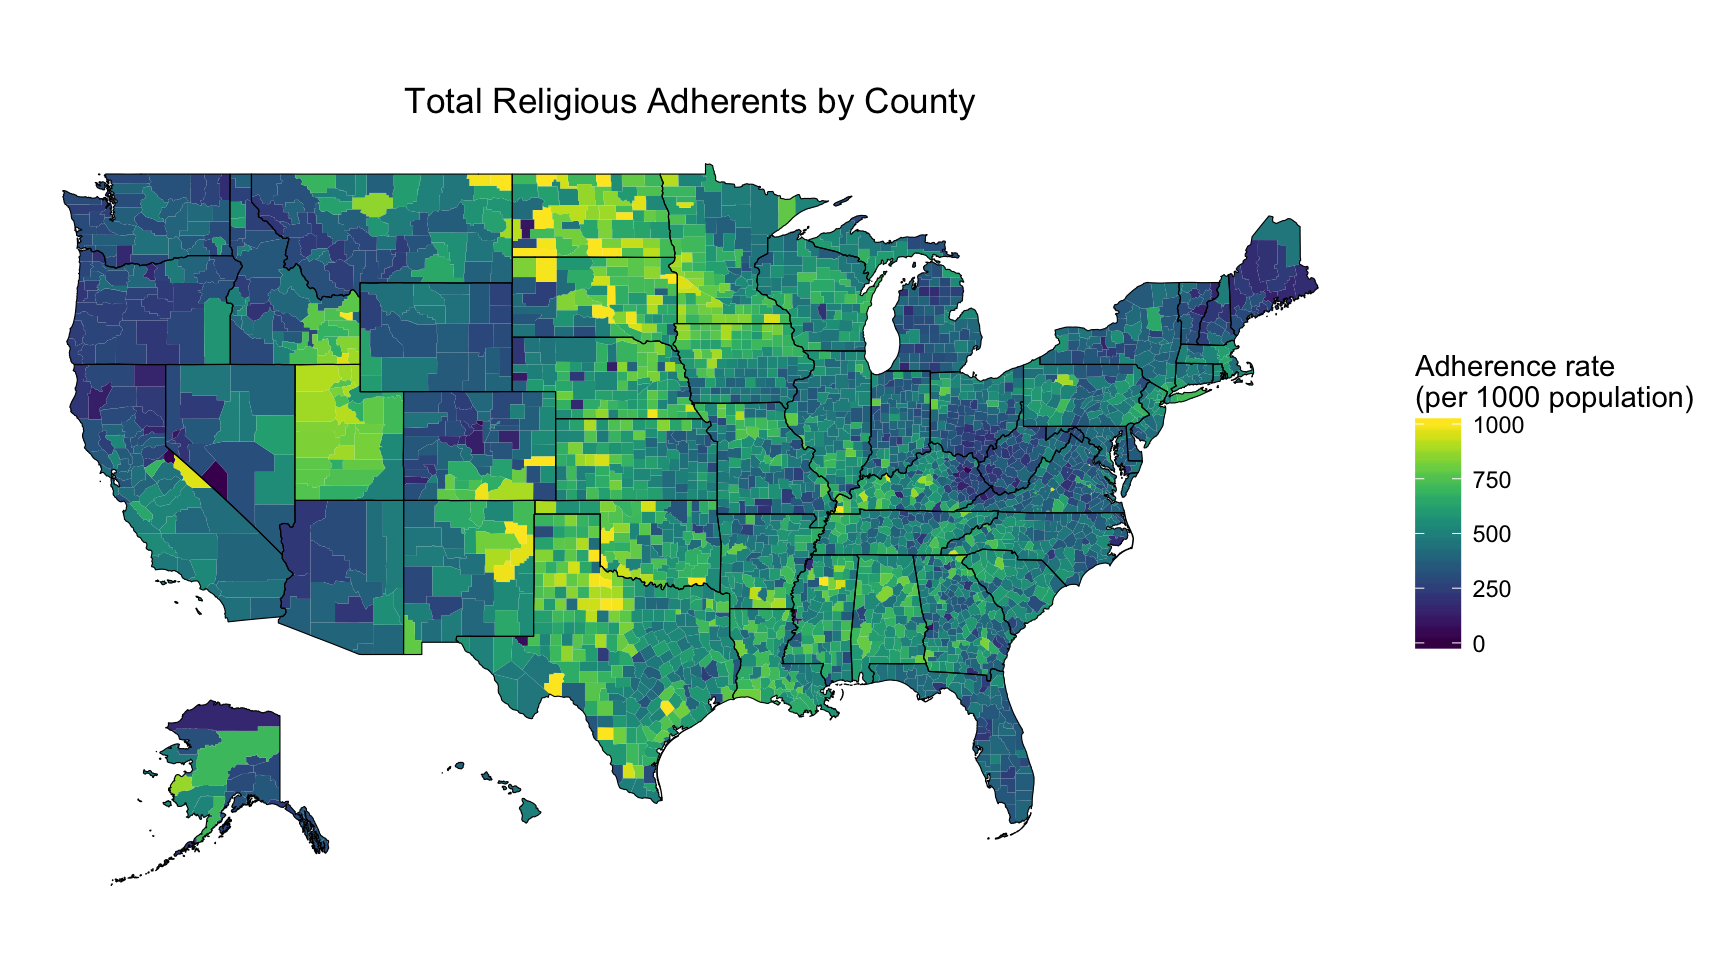 Total Religious Adherents by County
Adherence rate
(per 1000 population)
1000
750
500
250
0